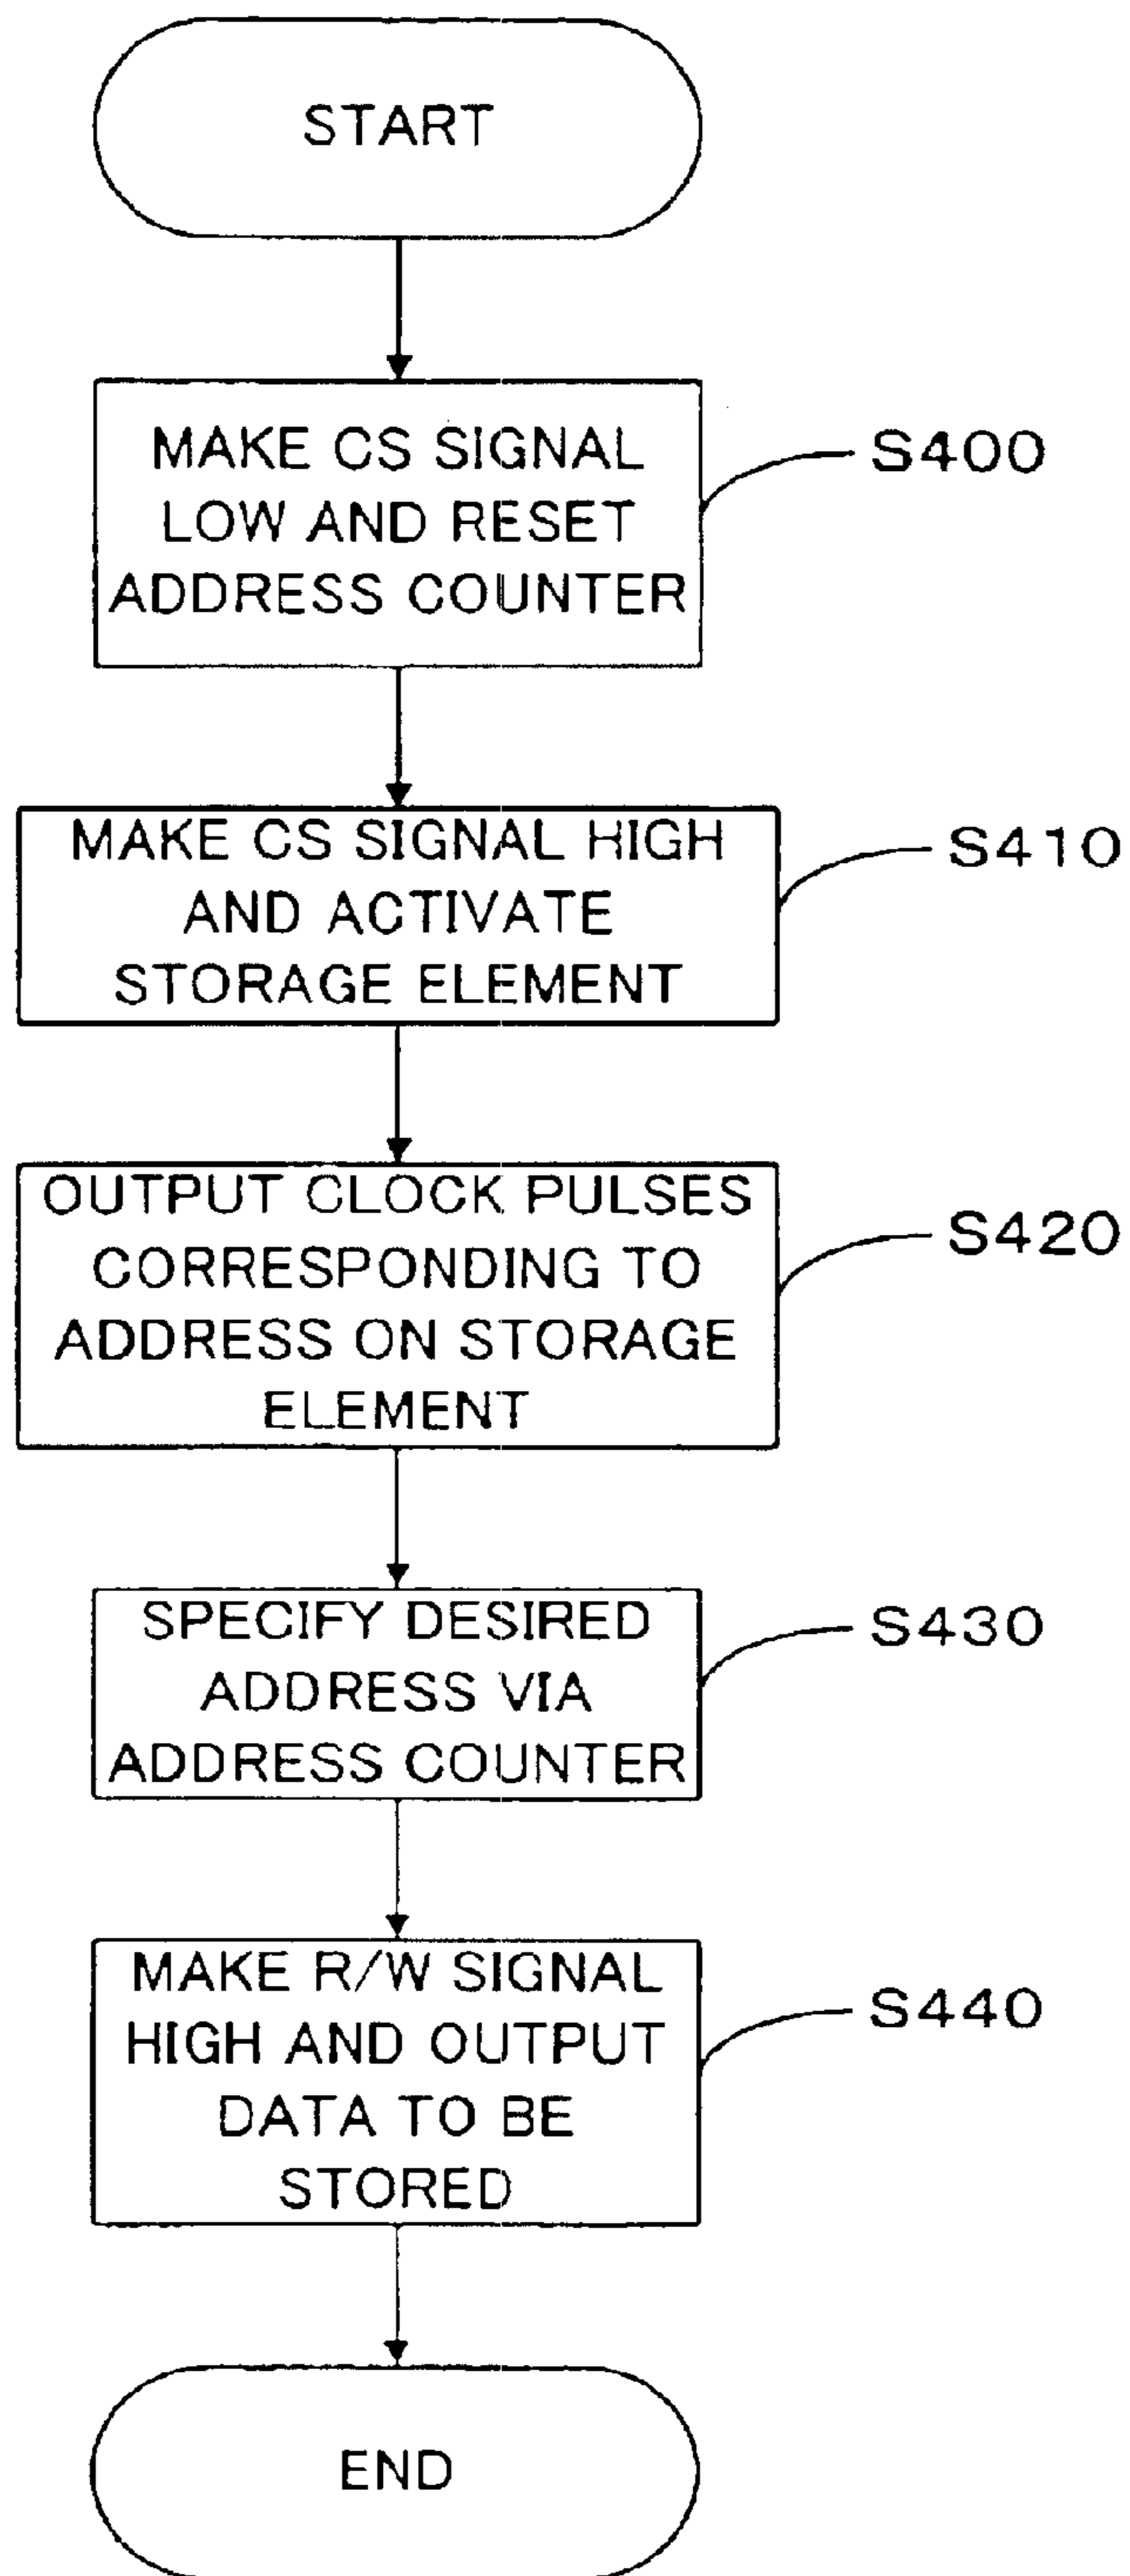 START
MAKE CS SIGNAL
LOW AND RESET
ADDRESS COUNTER
S400
MAKE CS SIGNAL HIGH
AND ACTIVATE
STORAGE ELEMENT
S410
OUTPUT CLOCK PULSES
CORRESPONDING TO
ADDRESS ON STORAGE
ELEMENT
S420
SPECIFY DESIRED
ADDRESS VIA
ADDRESS COUNTER
S430
MAKE R/W SIGNAL
HIGH AND OUTPUT
DATA TO BE
STORED
S440
END